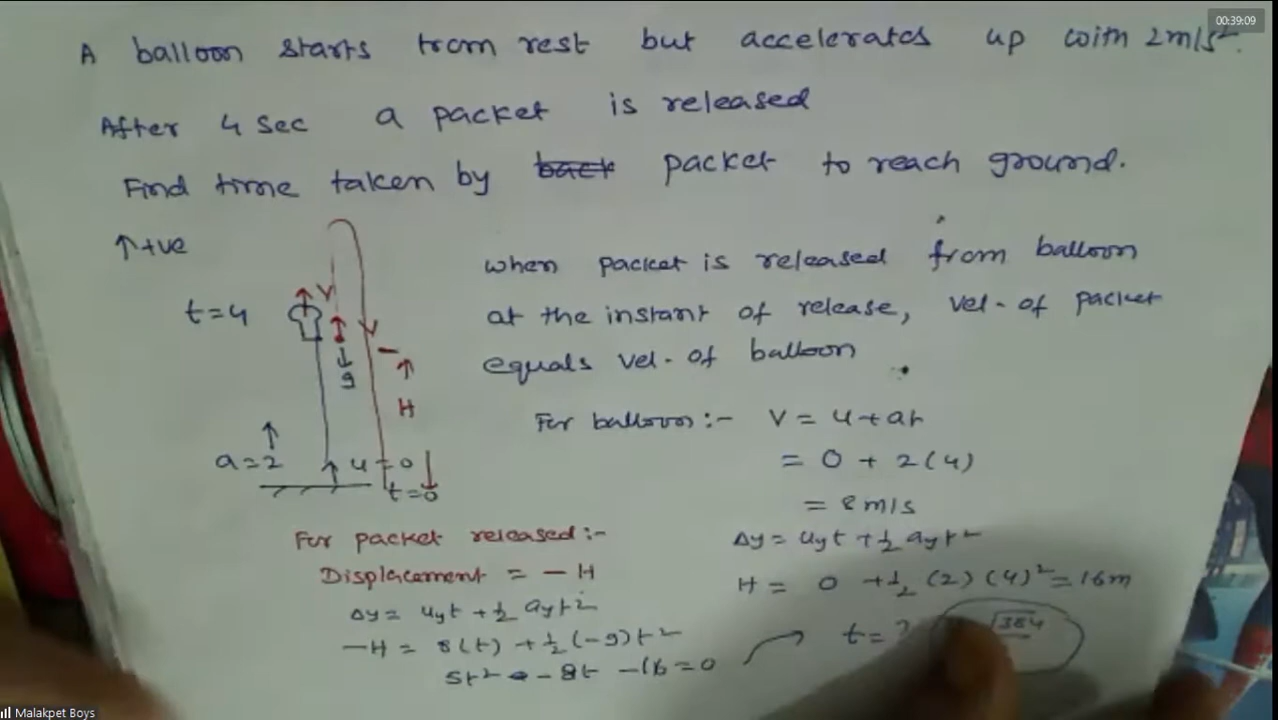 00:39:09
A balloon starts from rest but accelerates up with 2m/s².
After 4 Sec a packet is released
Find time taken by packet to reach ground.
↑+ve
When packet is released from balloon
at the instant of release, vel. of packet
equals vel. of balloon
t=4
V
V
g
H
a=2
u=0
t=0
For balloon:- V = u+at
= 0 + 2(4)
= 8 m/s
Δy = uyt + ½ ayt²
H = 0 + ½ (2) (4)² = 16m
For packet released:-
Displacement = -H
Δy = uyt + ½ ayt²
-H = 8(t) + ½ (-g)t²
5t² - 8t - 16 = 0
t = √384
Malakpet Boys